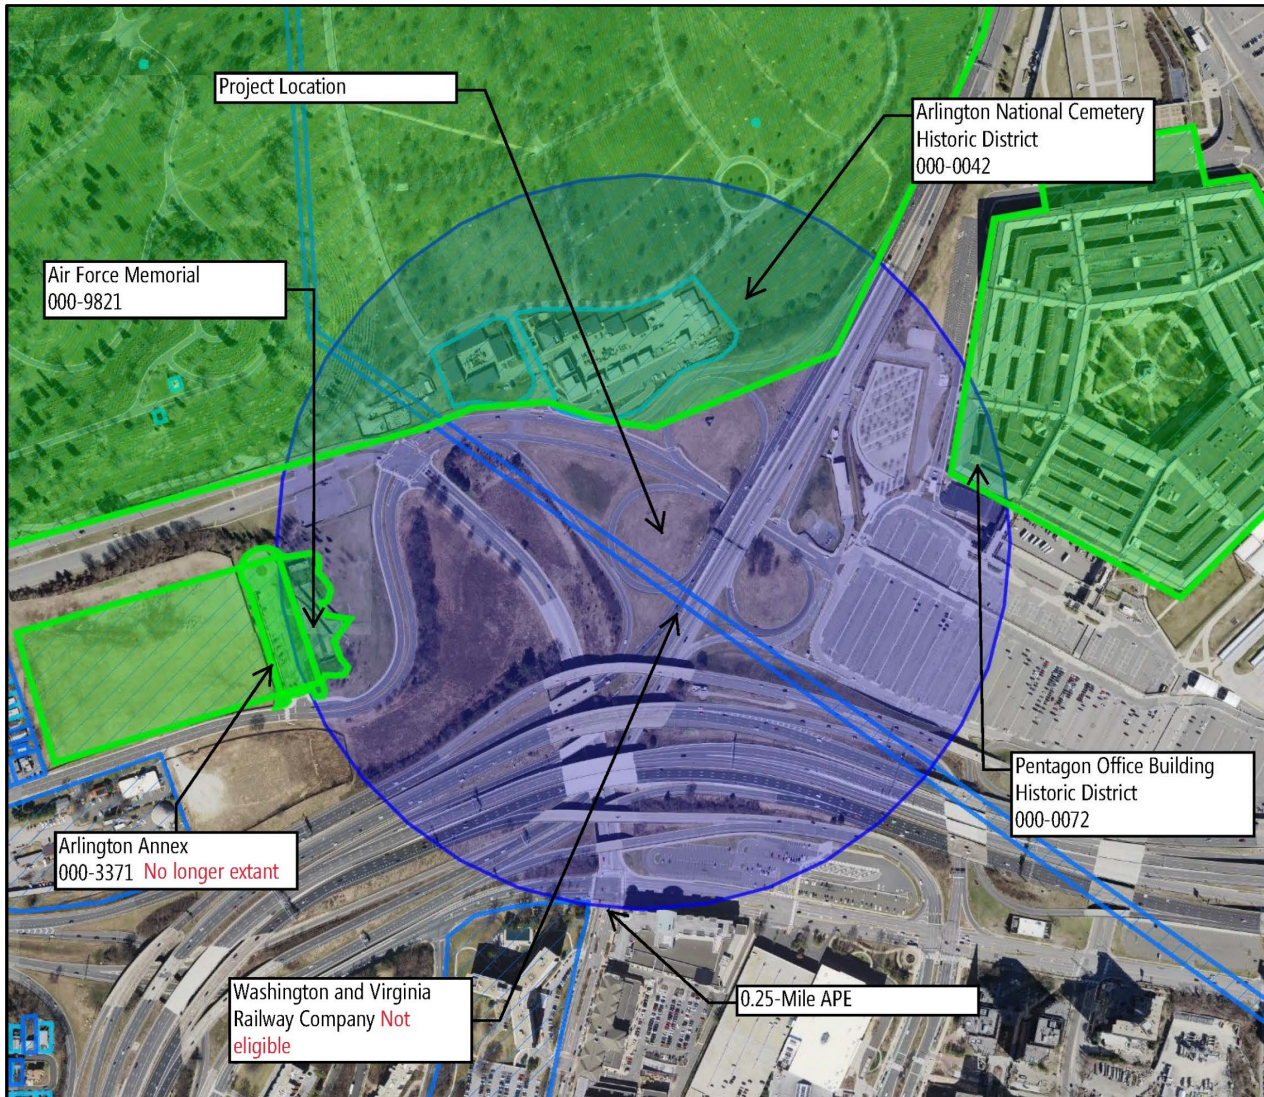 Project Location
Arlington National Cemetery
Historic District
000-0042
Air Force Memorial
000-9821
Pentagon Office Building
Historic District
000-0072
Arlington Annex
000-3371 No longer extant
Washington and Virginia
Railway Company Not
eligible
0.25-Mile APE